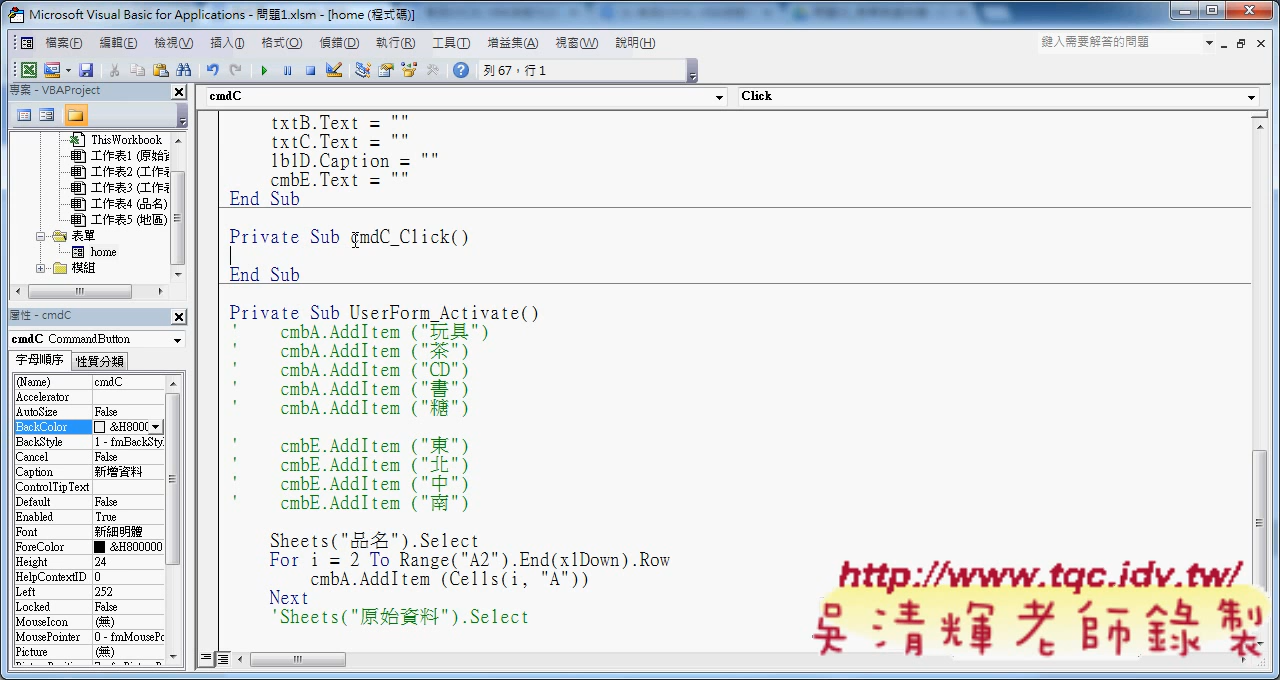 Microsoft Visual Basic for Applications - 問題1.xlsm - [home (程式碼)]
檔案(F) 編輯(E) 檢視(V) 插入(I) 格式(O) 偵錯(D) 執行(R) 工具(T) 增益集(A) 視窗(W) 說明(H) 鍵入需要解答的問題
列 67，行 1
專案 - VBAProject
cmdC Click
ThisWorkbook
工作表1 (原始資
工作表2 (工作表
工作表3 (工作表
工作表4 (品名)
工作表5 (地區)
表單
home
模組
屬性 - cmdC
cmdC CommandButton
字母順序 性質分類
(Name) cmdC
Accelerator
AutoSize False
BackColor &H8000
BackStyle 1 - fmBackSty
Cancel False
Caption 新增資料
ControlTipText
Default False
Enabled True
Font 新細明體
ForeColor &H800000
Height 24
HelpContextID 0
Left 252
Locked False
MouseIcon (無)
MousePointer 0 - fmMousePo
Picture (無)
txtB.Text = ""
txtC.Text = ""
lblD.Caption = ""
cmbE.Text = ""
End Sub
Private Sub cmdC_Click()
End Sub
Private Sub UserForm_Activate()
' cmbA.AddItem ("玩具")
' cmbA.AddItem ("茶")
' cmbA.AddItem ("CD")
' cmbA.AddItem ("書")
' cmbA.AddItem ("糖")
' cmbE.AddItem ("東")
' cmbE.AddItem ("北")
' cmbE.AddItem ("中")
' cmbE.AddItem ("南")
Sheets("品名").Select
For i = 2 To Range("A2").End(xlDown).Row
cmbA.AddItem (Cells(i, "A"))
Next
'Sheets("原始資料").Select
http://www.tqc.idv.tw/
吳清輝老師錄製